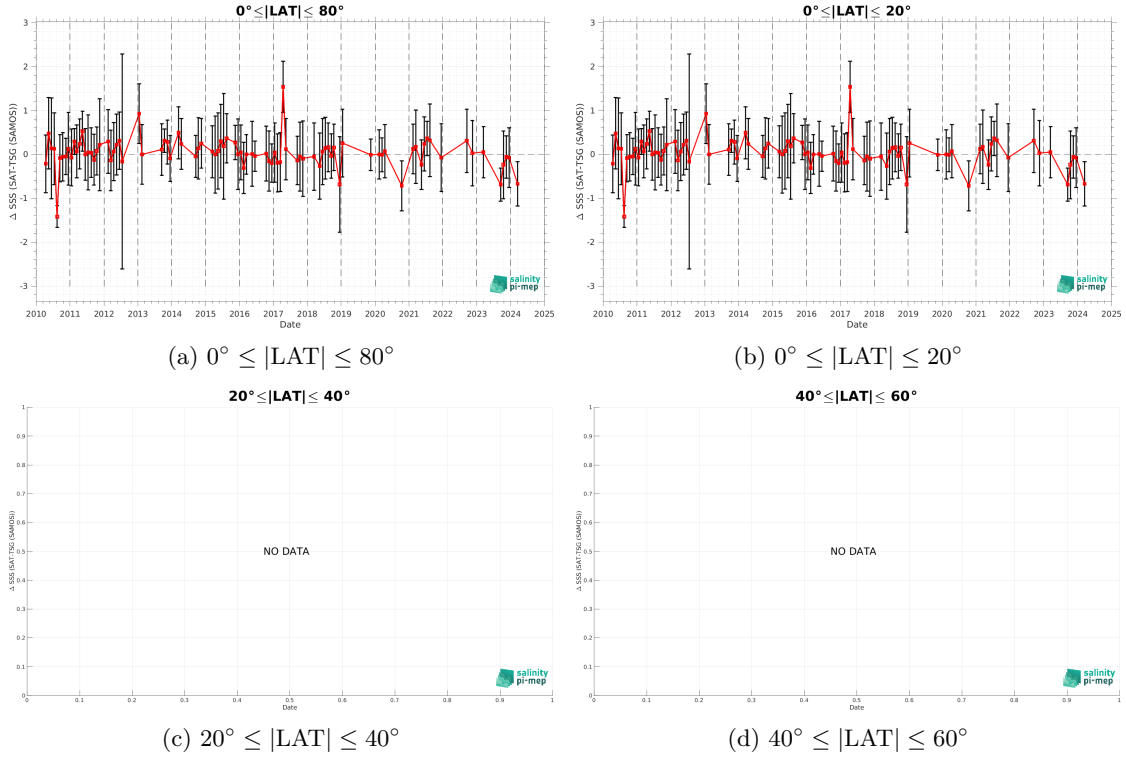 0°≤|LAT|≤ 80°
Δ SSS (SAT-TSG (SAMOS))
3
2
1
0
-1
-2
-3
2010 2011 2012 2013 2014 2015 2016 2017 2018 2019 2020 2021 2022 2023 2024 2025
Date
salinity
pi-mep
(a) 0° ≤ |LAT| ≤ 80°
0°≤|LAT|≤ 20°
Δ SSS (SAT-TSG (SAMOS))
3
2
1
0
-1
-2
-3
2010 2011 2012 2013 2014 2015 2016 2017 2018 2019 2020 2021 2022 2023 2024 2025
Date
salinity
pi-mep
(b) 0° ≤ |LAT| ≤ 20°
20°≤|LAT|≤ 40°
Δ SSS (SAT-TSG (SAMOS))
1
0.9
0.8
0.7
0.6
0.5
0.4
0.3
0.2
0.1
0
NO DATA
0 0.1 0.2 0.3 0.4 0.5 0.6 0.7 0.8 0.9 1
Date
salinity
pi-mep
(c) 20° ≤ |LAT| ≤ 40°
40°≤|LAT|≤ 60°
Δ SSS (SAT-TSG (SAMOS))
1
0.9
0.8
0.7
0.6
0.5
0.4
0.3
0.2
0.1
0
NO DATA
0 0.1 0.2 0.3 0.4 0.5 0.6 0.7 0.8 0.9 1
Date
salinity
pi-mep
(d) 40° ≤ |LAT| ≤ 60°